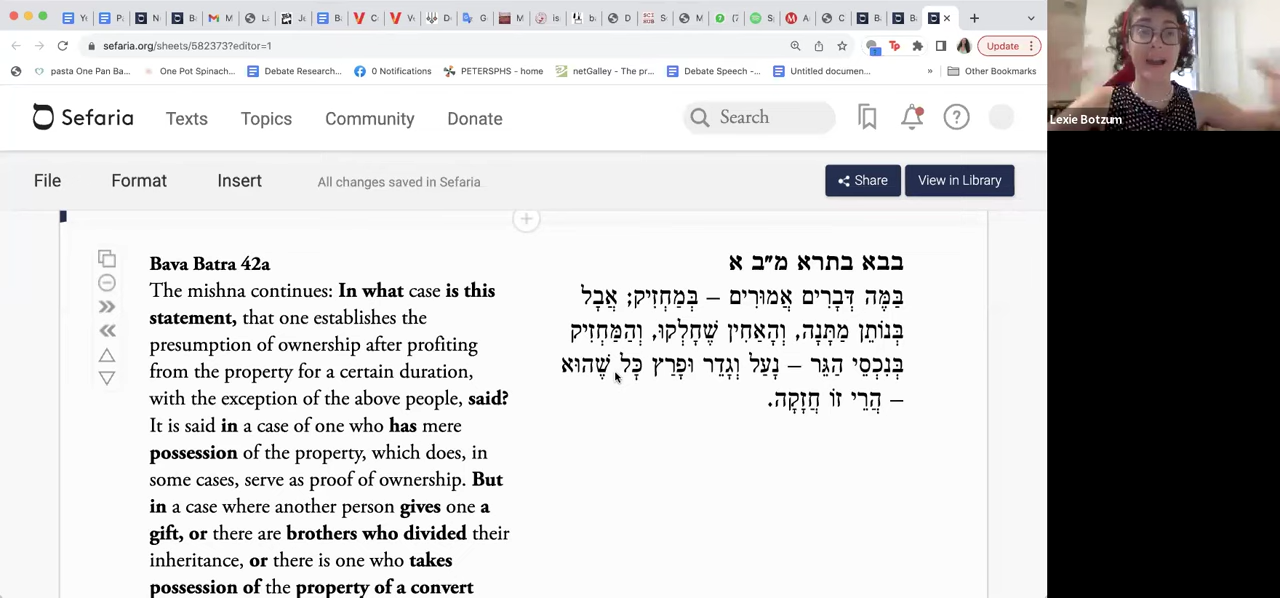 sefaria.org/sheets/582373?editor=1
Update
pasta One Pan Ba...
One Pot Spinach...
Debate Research...
0 Notifications
PETERSPHS - home
netGalley - The pr...
Debate Speech -...
Untitled documen...
»
Other Bookmarks
Lexie Botzum
Sefaria
Texts
Topics
Community
Donate
Search
File
Format
Insert
All changes saved in Sefaria
Share
View in Library
Bava Batra 42a
The mishna continues: In what case is this
statement, that one establishes the
presumption of ownership after profiting
from the property for a certain duration,
with the exception of the above people, said?
It is said in a case of one who has mere
possession of the property, which does, in
some cases, serve as proof of ownership. But
in a case where another person gives one a
gift, or there are brothers who divided their
inheritance, or there is one who takes
possession of the property of a convert
בבא בתרא מ״ב א
בַּמֶּה דְּבָרִים אֲמוּרִים – בְּמַחְזִיק; אֲבָל
בְּנוֹתֵן מַתָּנָה, וְהָאַחִין שֶׁחָלְקוּ, וְהַמַּחְזִיק
בְּנִכְסֵי הַגֵּר – נָעַל וְגָדַר וּפָרַץ כָּל שֶׁהוּא
– הֲרֵי זוֹ חֲזָקָה.